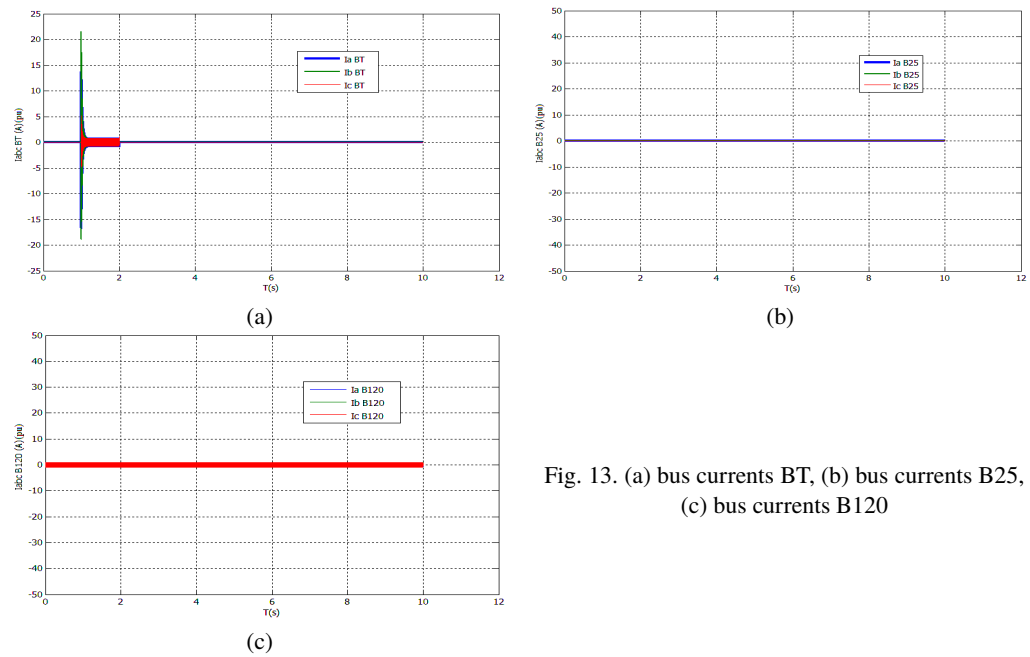 25
20
15
10
5
0
-5
-10
-15
-20
-25
Iabc BT (A)(pu)
Ia BT
Ib BT
Ic BT
0 2 4 6 8 10 12
T(s)
(a)
50
40
30
20
10
0
-10
-20
-30
-40
-50
Iabc B25 (A)(pu)
Ia B25
Ib B25
Ic B25
0 2 4 6 8 10 12
T(s)
(b)
50
40
30
20
10
0
-10
-20
-30
-40
-50
Iabc B120 (A)(pu)
Ia B120
Ib B120
Ic B120
0 2 4 6 8 10 12
T(s)
(c)
Fig. 13. (a) bus currents BT, (b) bus currents B25,
(c) bus currents B120